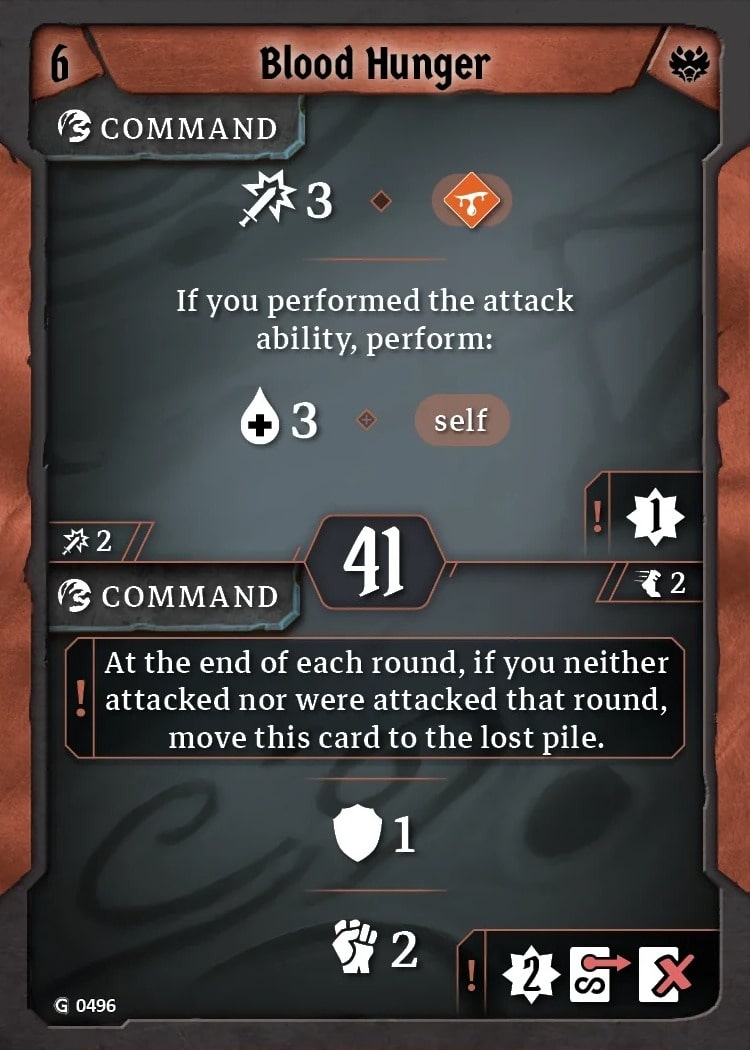 6
Blood Hunger
COMMAND
3
If you performed the attack
ability, perform:
3
self
! 1
2
41
2
COMMAND
! At the end of each round, if you neither
attacked nor were attacked that round,
move this card to the lost pile.
1
2
! 2 ∞
G 0496